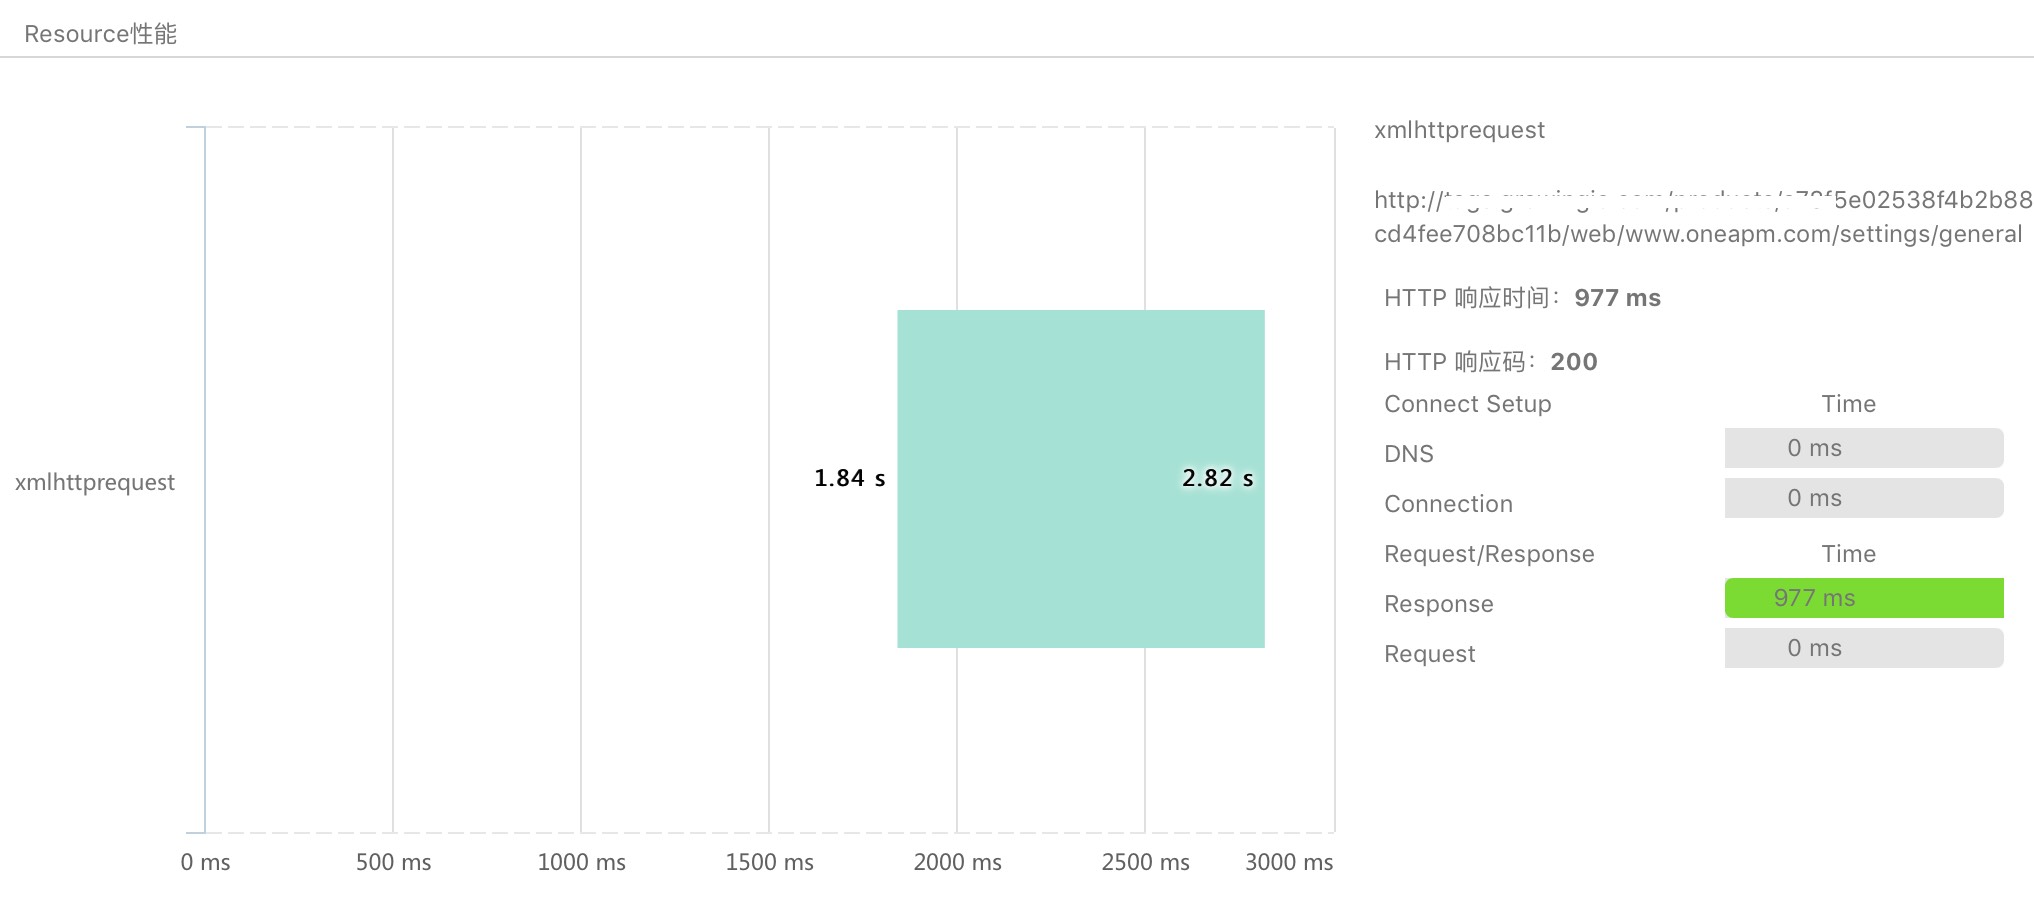 Resource性能
xmlhttprequest
http://5e02538f4b2b88
cd4fee708bc11b/web/www.oneapm.com/settings/general
HTTP 响应时间：977 ms
HTTP 响应码：200
Connect Setup Time
DNS 0 ms
Connection 0 ms
Request/Response Time
Response 977 ms
Request 0 ms
xmlhttprequest
1.84 s
2.82 s
0 ms
500 ms
1000 ms
1500 ms
2000 ms
2500 ms
3000 ms